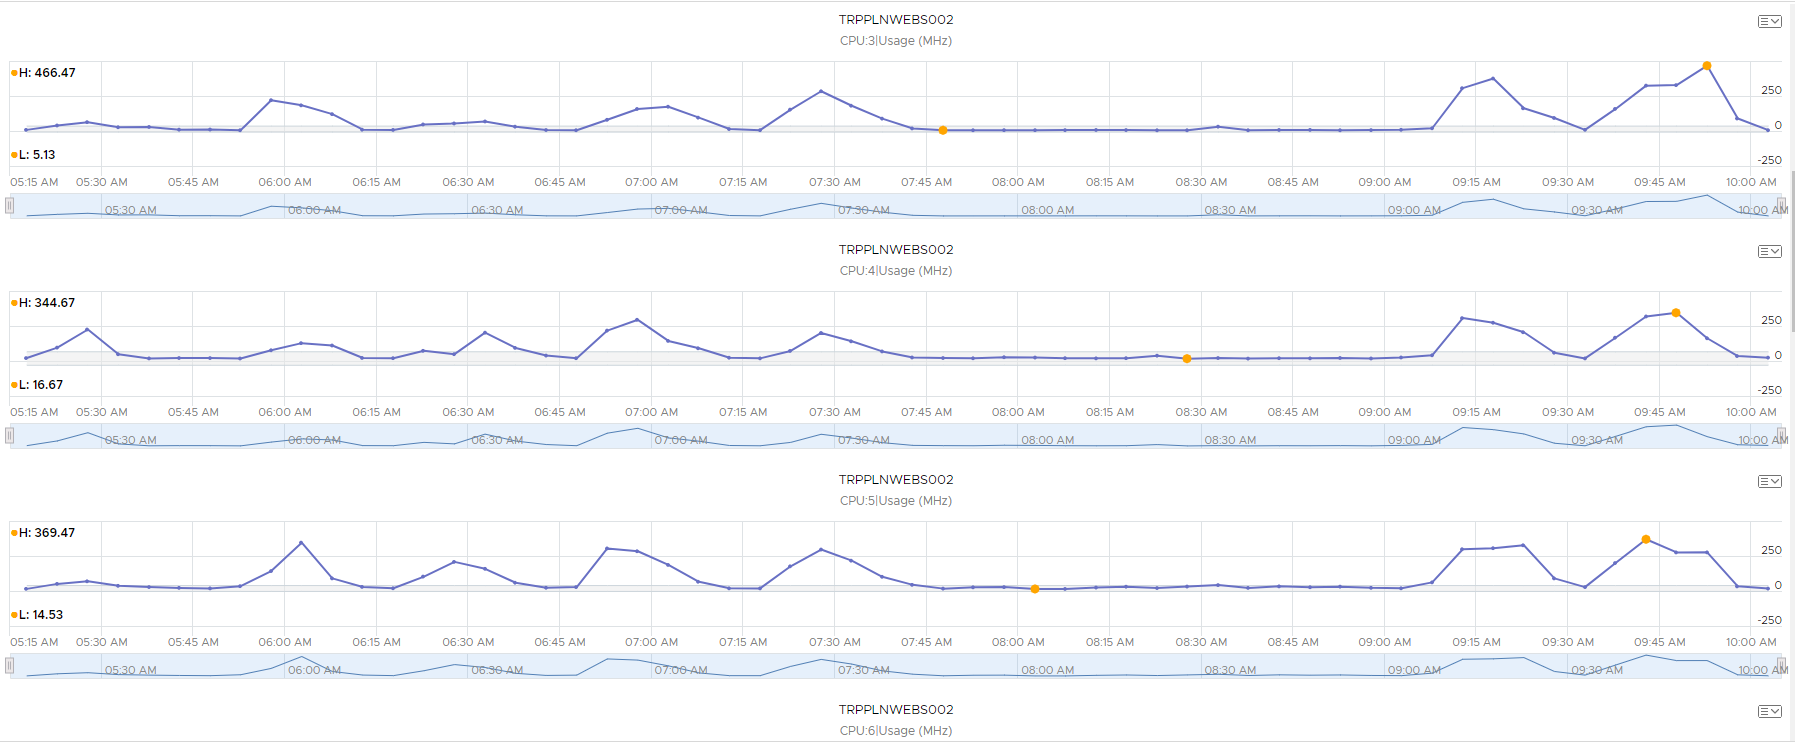 TRPPLNWEBS002
CPU:3|Usage (MHz)
H: 466.47
250
0
L: 5.13
-250
05:15 AM 05:30 AM 05:45 AM 06:00 AM 06:15 AM 06:30 AM 06:45 AM 07:00 AM 07:15 AM 07:30 AM 07:45 AM 08:00 AM 08:15 AM 08:30 AM 08:45 AM 09:00 AM 09:15 AM 09:30 AM 09:45 AM 10:00 AM
05:30 AM 06:00 AM 06:30 AM 07:00 AM 07:30 AM 08:00 AM 08:30 AM 09:00 AM 09:30 AM 10:00 AM
TRPPLNWEBS002
CPU:4|Usage (MHz)
H: 344.67
250
0
L: 16.67
-250
05:15 AM 05:30 AM 05:45 AM 06:00 AM 06:15 AM 06:30 AM 06:45 AM 07:00 AM 07:15 AM 07:30 AM 07:45 AM 08:00 AM 08:15 AM 08:30 AM 08:45 AM 09:00 AM 09:15 AM 09:30 AM 09:45 AM 10:00 AM
05:30 AM 06:00 AM 06:30 AM 07:00 AM 07:30 AM 08:00 AM 08:30 AM 09:00 AM 09:30 AM 10:00 AM
TRPPLNWEBS002
CPU:5|Usage (MHz)
H: 369.47
250
0
L: 14.53
-250
05:15 AM 05:30 AM 05:45 AM 06:00 AM 06:15 AM 06:30 AM 06:45 AM 07:00 AM 07:15 AM 07:30 AM 07:45 AM 08:00 AM 08:15 AM 08:30 AM 08:45 AM 09:00 AM 09:15 AM 09:30 AM 09:45 AM 10:00 AM
05:30 AM 06:00 AM 06:30 AM 07:00 AM 07:30 AM 08:00 AM 08:30 AM 09:00 AM 09:30 AM 10:00 AM
TRPPLNWEBS002
CPU:6|Usage (MHz)